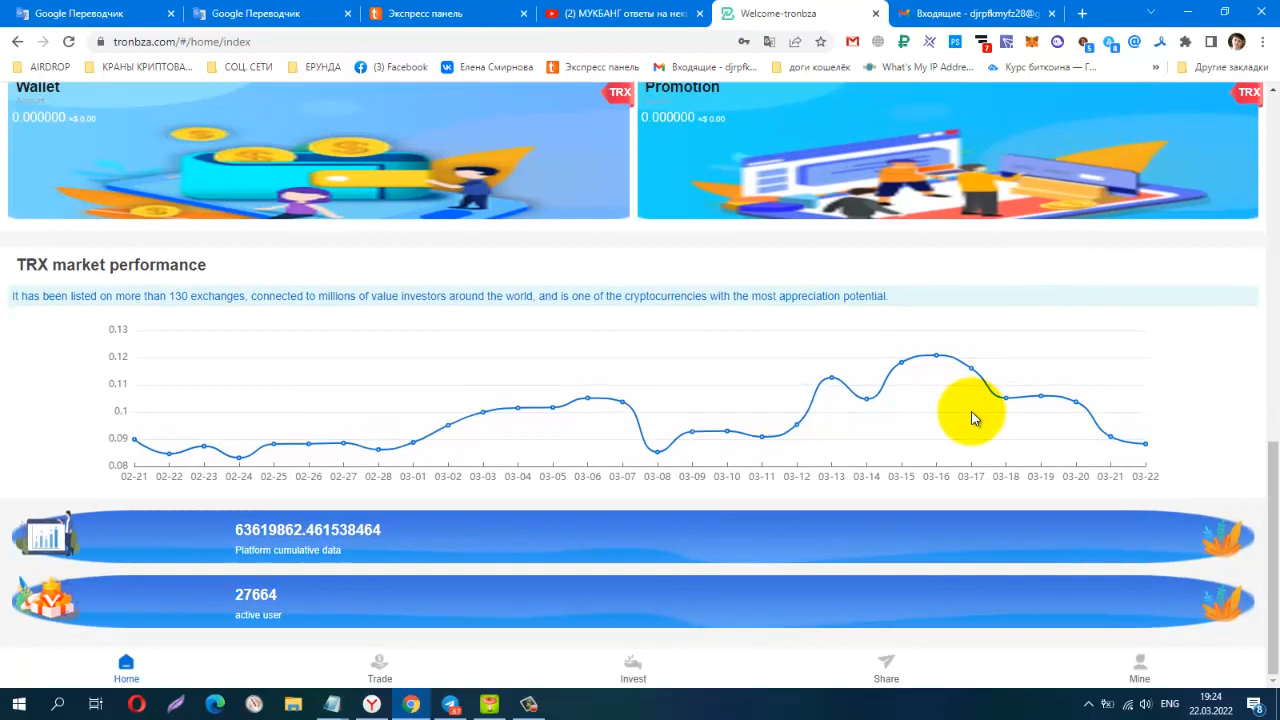 Google Переводчик
Google Переводчик
Экспресс панель
(2) МУКБАНГ ответы на нек
Welcome-tronbza
Входящие - djrpfkmyfz28@g
tronbza.com/#/home/index
7
5
8
AIRDROP
КРАНЫ КРИПТОВА...
СОЦ. СЕТИ
ЕРУНДА
(3) Facebook
Елена Смирнова
Экспресс панель
Входящие - djrpfk...
доги кошелёк
What's My IP Addre...
Курс биткоина — Г...
»
Другие закладки
Wallet
Account
0.000000 ≈$ 0.00
TRX
Promotion
0.000000 ≈$ 0.00
TRX
TRX market performance
It has been listed on more than 130 exchanges, connected to millions of value investors around the world, and is one of the cryptocurrencies with the most appreciation potential.
0.13
0.12
0.11
0.1
0.09
0.08
02-21 02-22 02-23 02-24 02-25 02-26 02-27 02-28 03-01 03-02 03-03 03-04 03-05 03-06 03-07 03-08 03-09 03-10 03-11 03-12 03-13 03-14 03-15 03-16 03-17 03-18 03-19 03-20 03-21 03-22
63619862.461538464
Platform cumulative data
27664
active user
Home
Trade
Invest
Share
Mine
ENG
19:24
22.03.2022